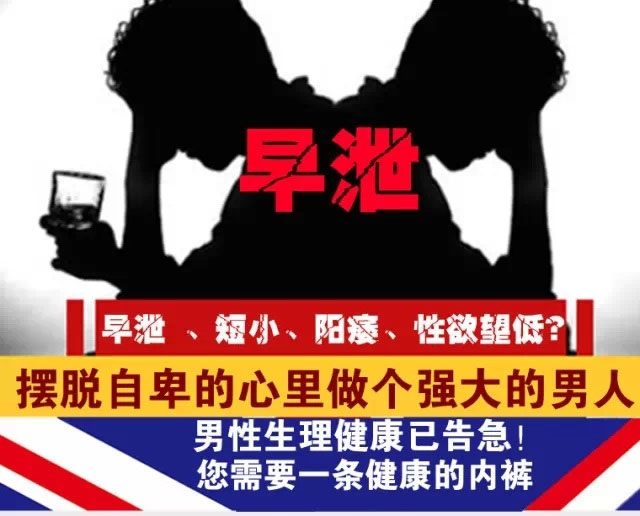 早泄
早泄、短小、阳痿、性欲望低?
摆脱自卑的心里做个强大的男人
男性生理健康已告急!
您需要一条健康的内裤